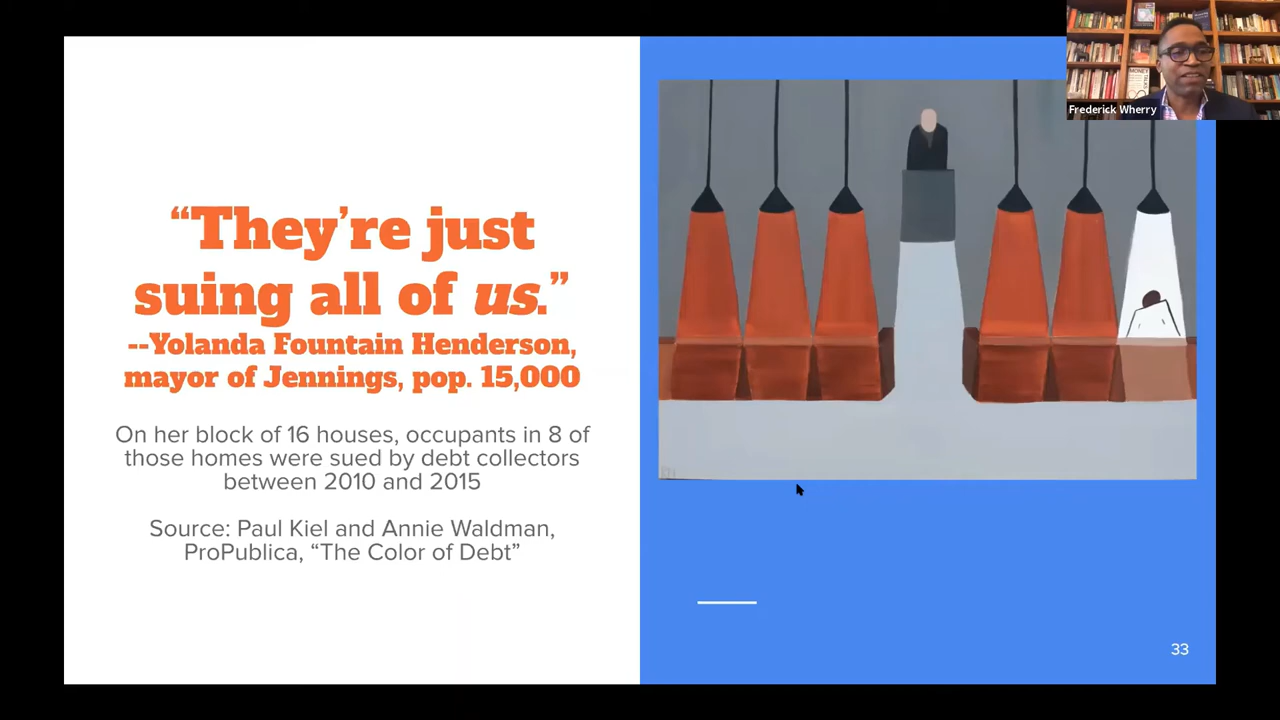 “They’re just
suing all of us.”
--Yolanda Fountain Henderson,
mayor of Jennings, pop. 15,000
On her block of 16 houses, occupants in 8 of
those homes were sued by debt collectors
between 2010 and 2015
Source: Paul Kiel and Annie Waldman,
ProPublica, “The Color of Debt”
Frederick Wherry
33